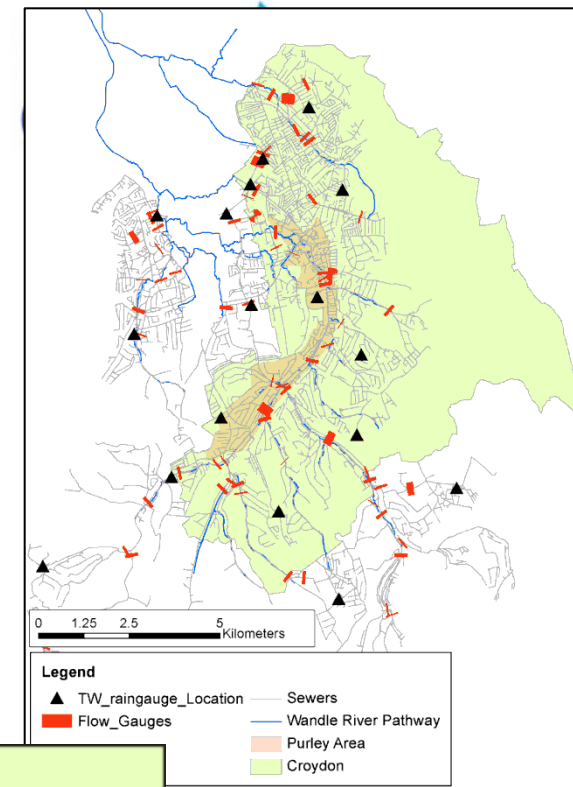 0 1.25 2.5 5
Kilometers
Legend
TW_raingauge_Location
Flow_Gauges
Sewers
Wandle River Pathway
Purley Area
Croydon